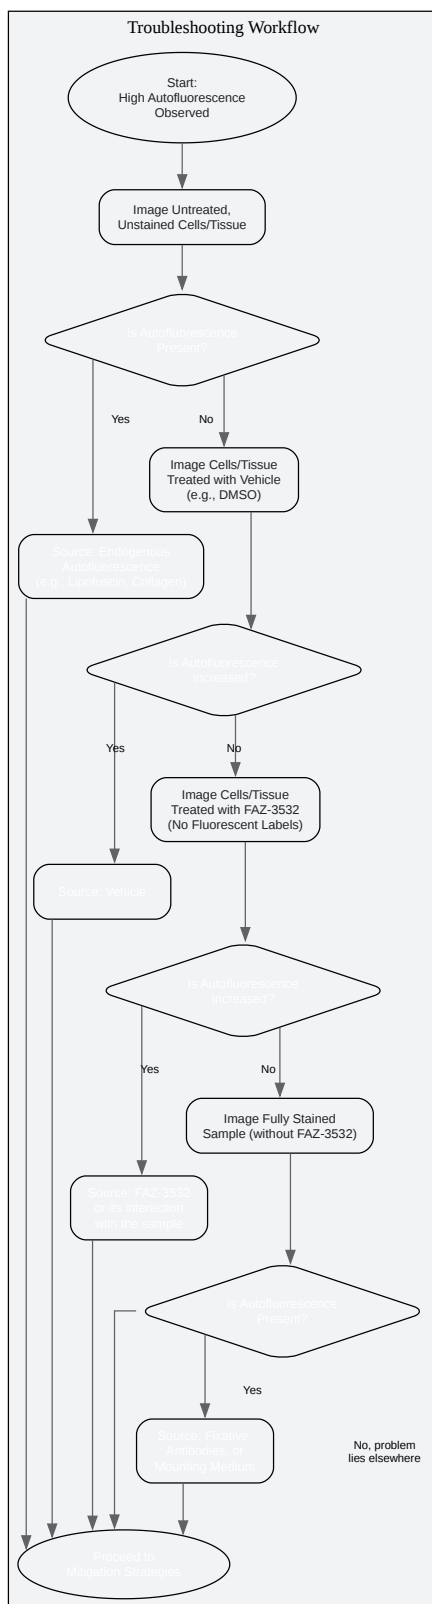 Troubleshooting Workflow
Start:
High Autofluorescence
Observed
Image Untreated,
Unstained Cells/Tissue
Is Autofluorescence
Present?
Yes
No
Image Cells/Tissue
Treated with Vehicle
(e.g., DMSO)
Source: Endogenous
Autofluorescence
(e.g., Lipofuscin, Collagen)
Is Autofluorescence
Increased?
Yes
No
Image Cells/Tissue
Treated with FAZ-3532
(No Fluorescent Labels)
Source: Vehicle
Is Autofluorescence
Increased?
Yes
No
Image Fully Stained
Sample (without FAZ-3532)
Source: FAZ-3532
or its interaction
with the sample
Is Autofluorescence
Present?
Yes
Source: Fixative,
Antibodies, or
Mounting Medium
No, problem
lies elsewhere
Proceed to
Mitigation Strategies